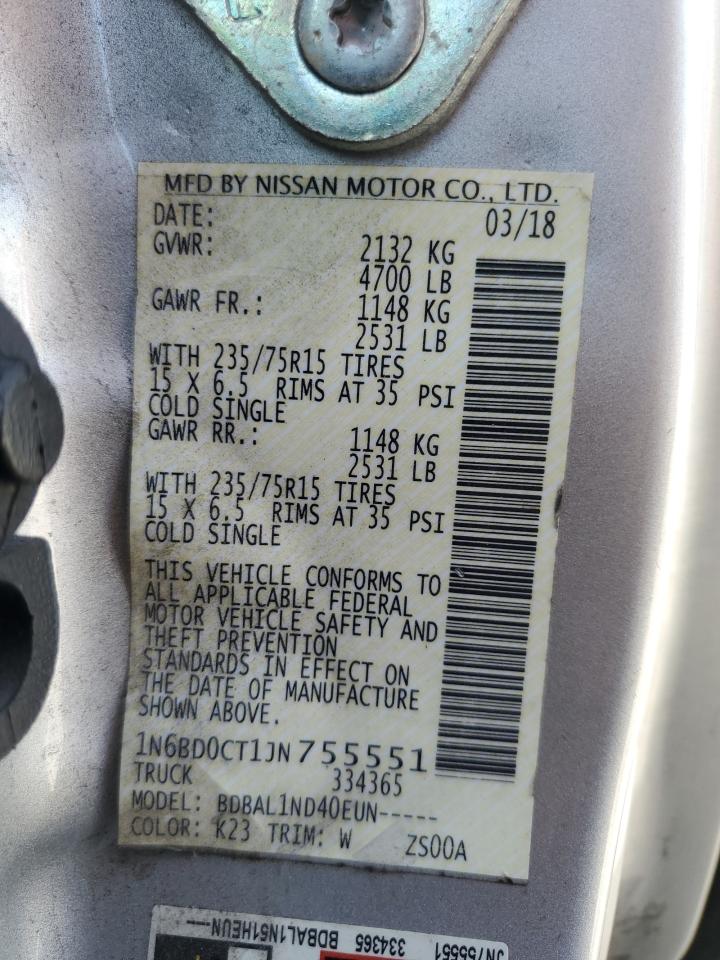 MFD BY NISSAN MOTOR CO., LTD.
DATE: 03/18
GVWR: 2132 KG
4700 LB
GAWR FR.: 1148 KG
2531 LB
WITH 235/75R15 TIRES
15 X 6.5 RIMS AT 35 PSI
COLD SINGLE
GAWR RR.: 1148 KG
2531 LB
WITH 235/75R15 TIRES
15 X 6.5 RIMS AT 35 PSI
COLD SINGLE
THIS VEHICLE CONFORMS TO
ALL APPLICABLE FEDERAL
MOTOR VEHICLE SAFETY AND
THEFT PREVENTION
STANDARDS IN EFFECT ON
THE DATE OF MANUFACTURE
SHOWN ABOVE.
1N6BD0CT1JN755551
TRUCK 334365
MODEL: BDBAL1ND40EUN-----
COLOR: K23 TRIM: W ZS00A
JN755551 334365 BDBAL1N51HEUN---